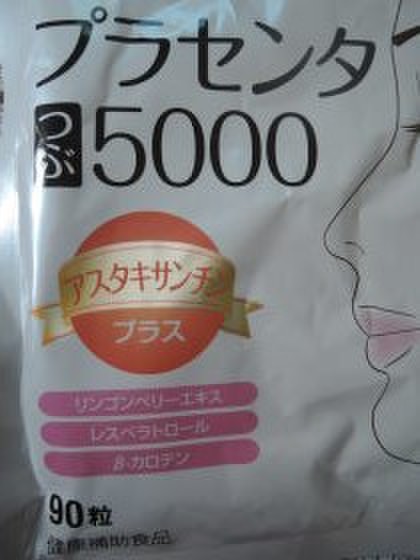 プラセンタ
つぶ5000
アスタキサンチン
プラス
リンゴンベリーエキス
レスベラトロール
β-カロテン
90粒
健康補助食品